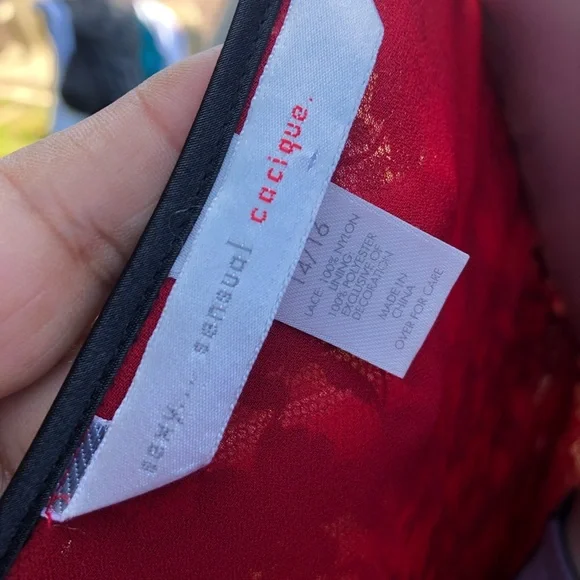 sexy... sensual cacique.
14/16
LACE: 100% NYLON
LINING:
100% POLYESTER
EXCLUSIVE OF
DECORATION
MADE IN
CHINA
OVER FOR CARE